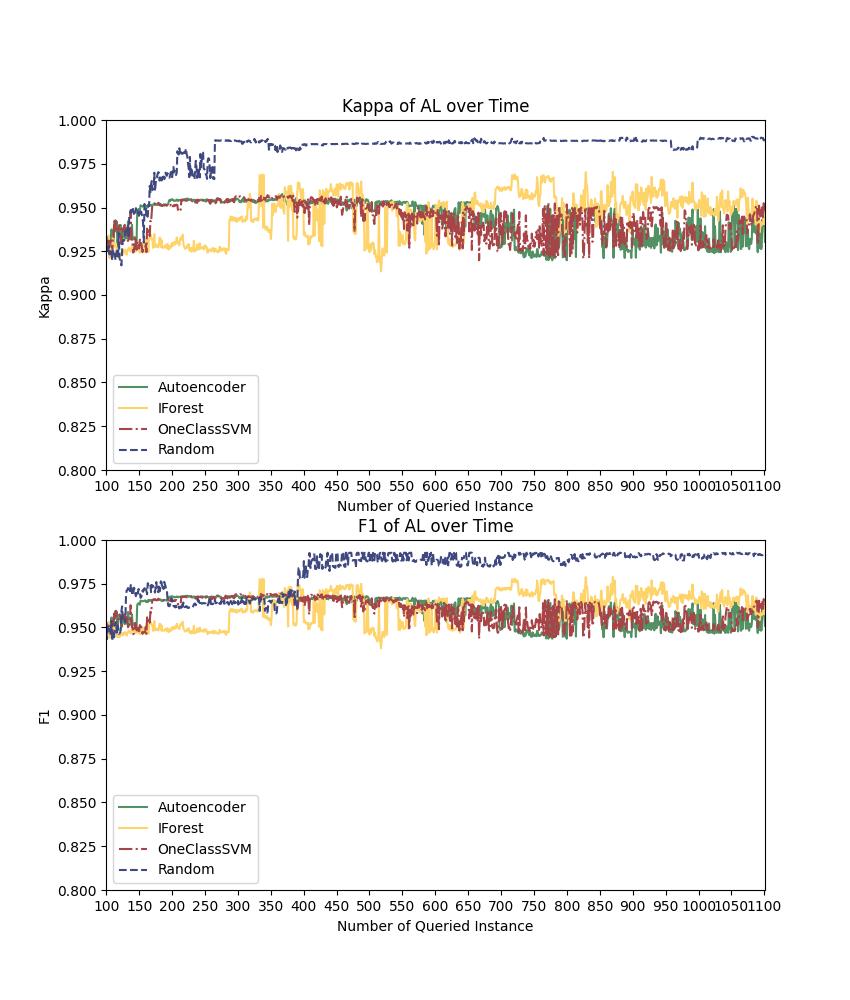 Kappa of AL over Time
1.000
0.975
0.950
0.925
0.900
0.875
0.850
0.825
0.800
Kappa
Autoencoder
IForest
OneClassSVM
Random
100 150 200 250 300 350 400 450 500 550 600 650 700 750 800 850 900 950 1000 1050 1100
Number of Queried Instance
F1 of AL over Time
1.000
0.975
0.950
0.925
0.900
0.875
0.850
0.825
0.800
F1
Autoencoder
IForest
OneClassSVM
Random
100 150 200 250 300 350 400 450 500 550 600 650 700 750 800 850 900 950 1000 1050 1100
Number of Queried Instance